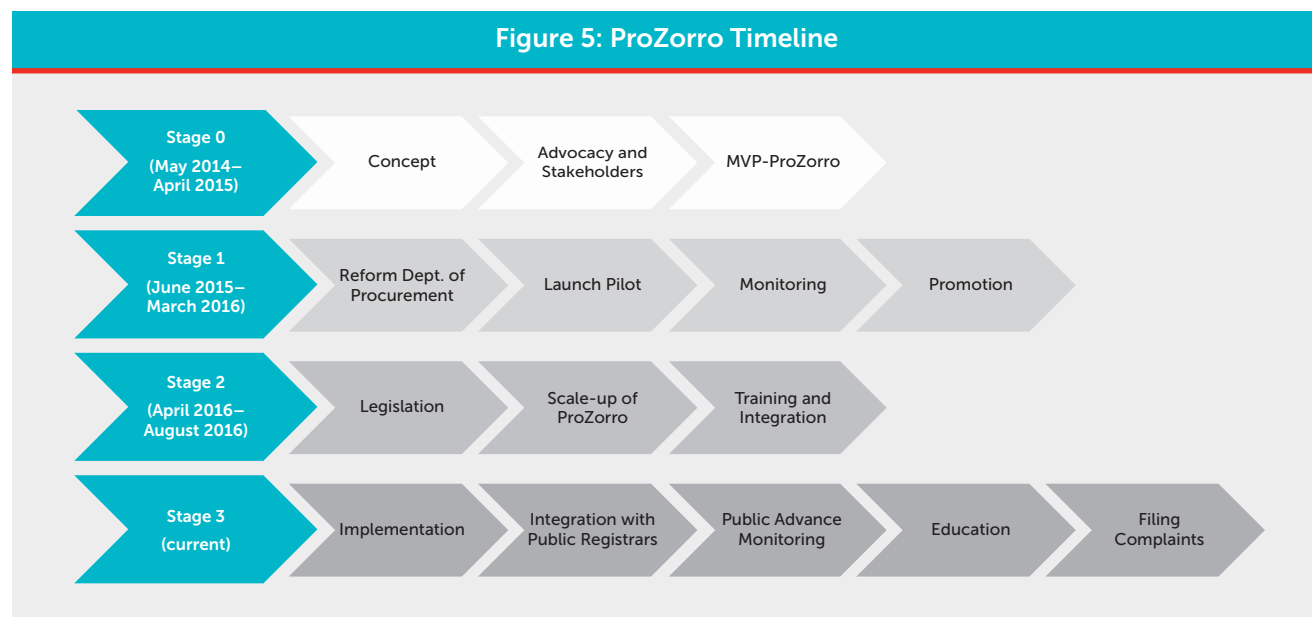 Figure 5: ProZorro Timeline
Stage 0
(May 2014–
April 2015)
Concept
Advocacy and
Stakeholders
MVP-ProZorro
Stage 1
(June 2015–
March 2016)
Reform Dept. of
Procurement
Launch Pilot
Monitoring
Promotion
Stage 2
(April 2016–
August 2016)
Legislation
Scale-up of
ProZorro
Training and
Integration
Stage 3
(current)
Implementation
Integration with
Public Registrars
Public Advance
Monitoring
Education
Filing
Complaints